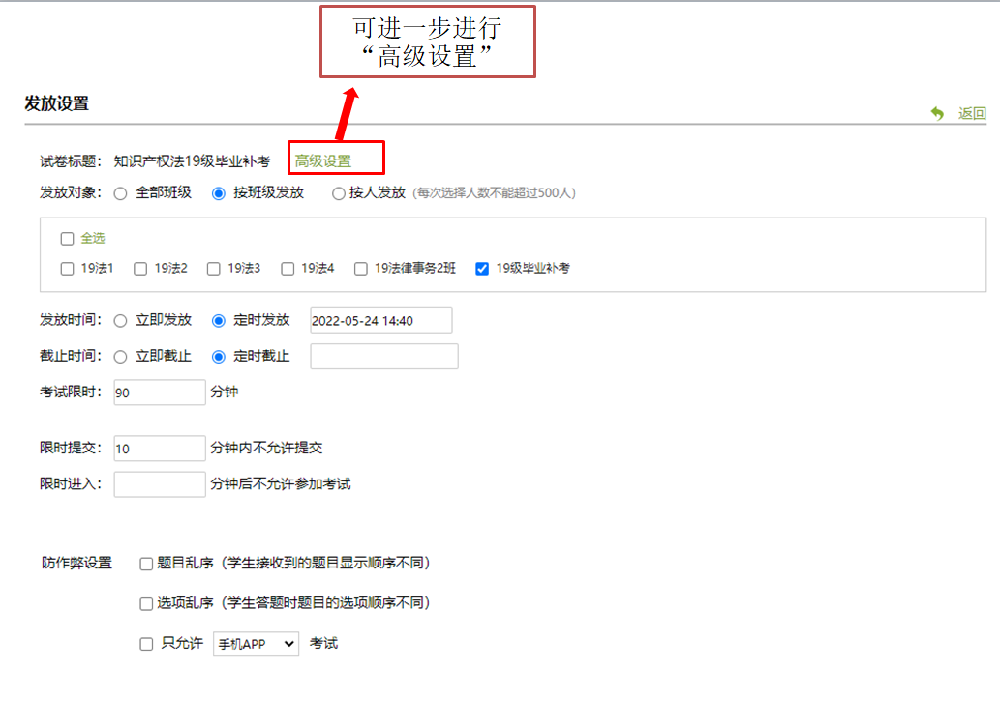 可进一步进行
“高级设置”
发放设置
返回
试卷标题： 知识产权法19级毕业补考 高级设置
发放对象： 全部班级 按班级发放 按人发放 (每次选择人数不能超过500人)
全选
19法1 19法2 19法3 19法4 19法律事务2班 19级毕业补考
发放时间： 立即发放 定时发放 2022-05-24 14:40
截止时间： 立即截止 定时截止
考试限时： 90 分钟
限时提交： 10 分钟内不允许提交
限时进入： 分钟后不允许参加考试
防作弊设置 题目乱序（学生接收到的题目显示顺序不同）
选项乱序（学生答题时题目的选项顺序不同）
只允许 手机APP 考试